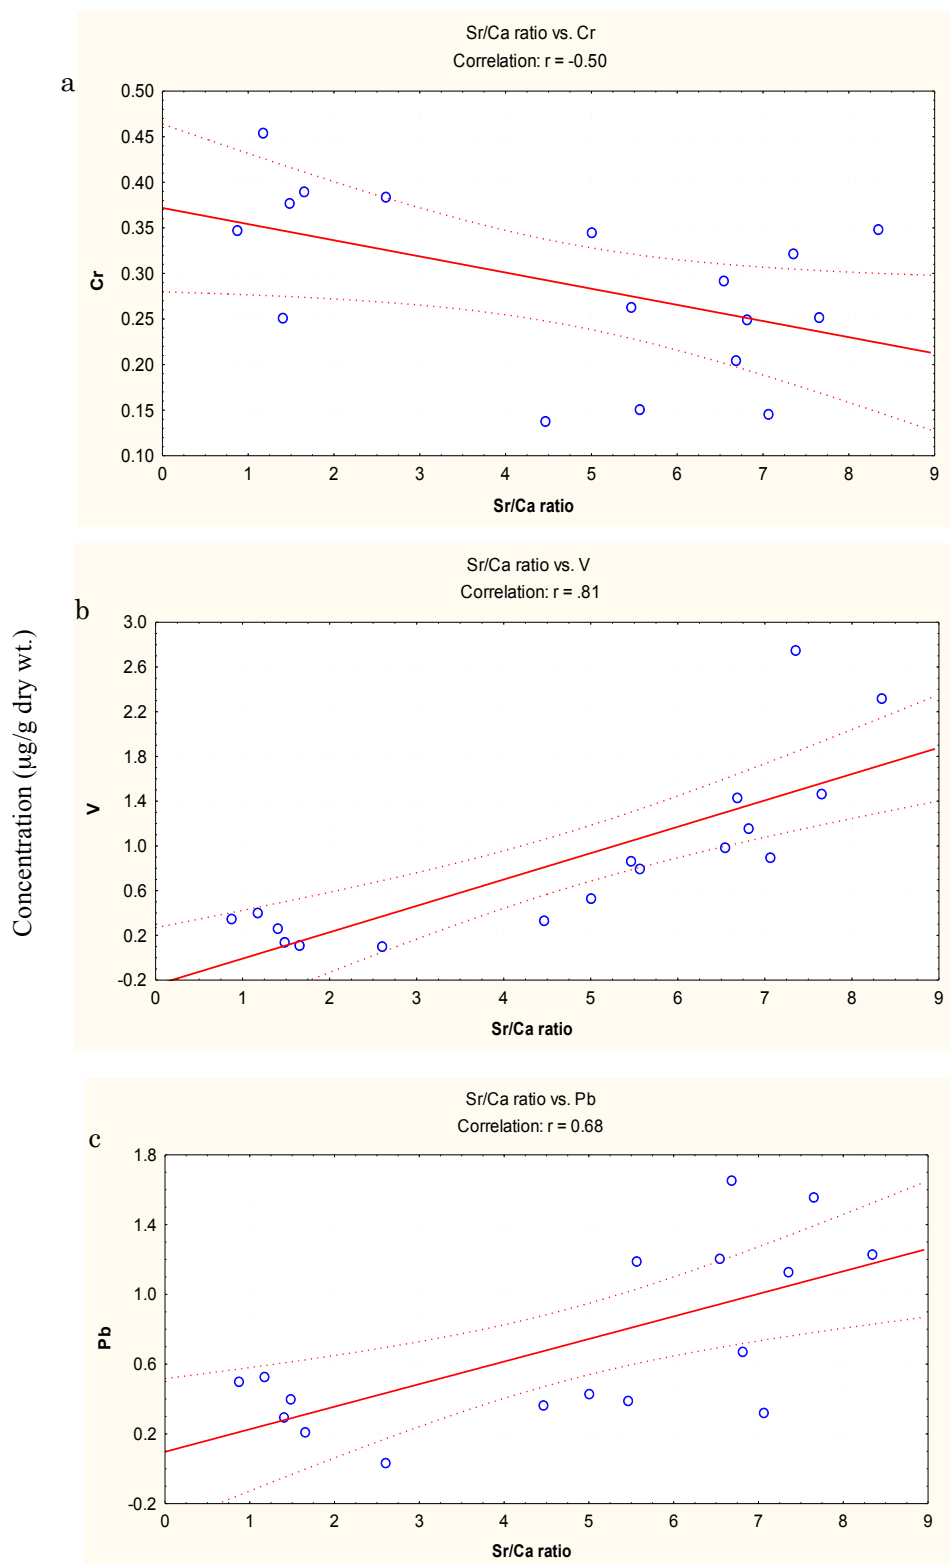 Concentration (µg/g dry wt.)
a
Sr/Ca ratio vs. Cr
Correlation: r = -0.50
Cr
0.50
0.45
0.40
0.35
0.30
0.25
0.20
0.15
0.10
0 1 2 3 4 5 6 7 8 9
Sr/Ca ratio
b
Sr/Ca ratio vs. V
Correlation: r = .81
V
3.0
2.6
2.2
1.8
1.4
1.0
0.6
0.2
-0.2
0 1 2 3 4 5 6 7 8 9
Sr/Ca ratio
c
Sr/Ca ratio vs. Pb
Correlation: r = 0.68
Pb
1.8
1.4
1.0
0.6
0.2
-0.2
0 1 2 3 4 5 6 7 8 9
Sr/Ca ratio